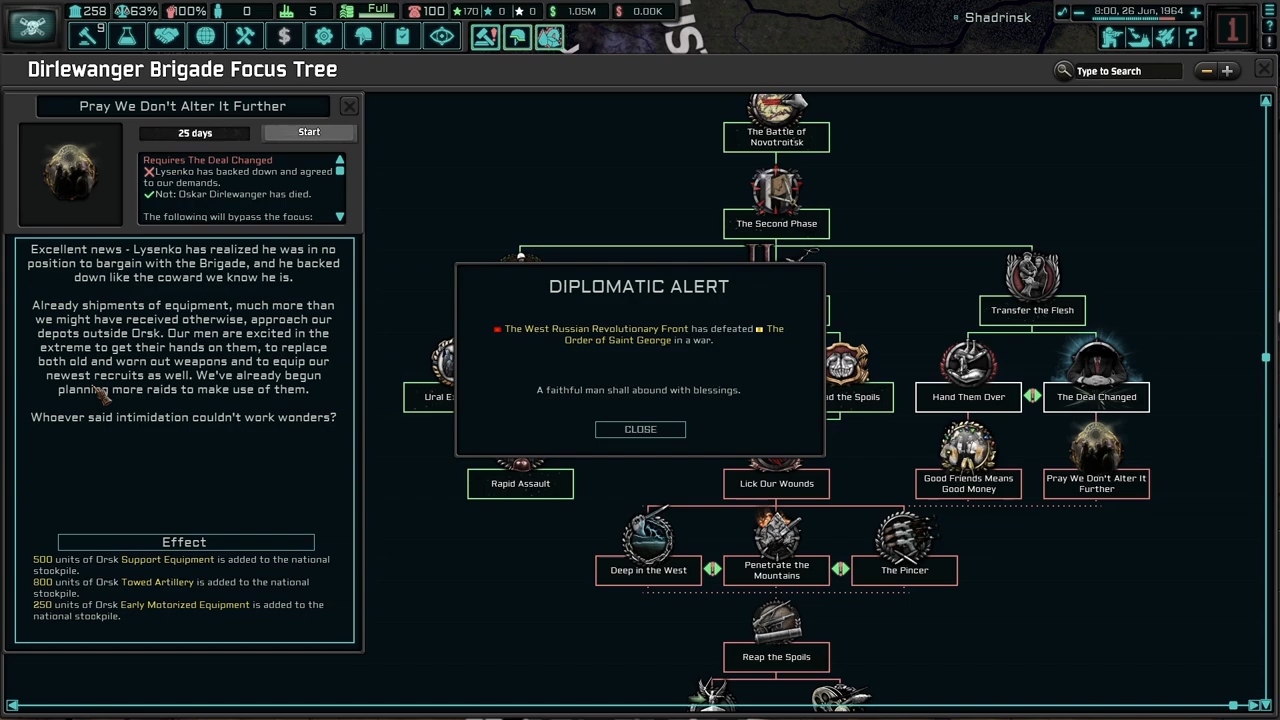 258 63% 100% 0 5 Full 100 170 0 0 $ 1.05M $ 0.00K
Shadrinsk
8:00, 26 Jun, 1964
9
Dirlewanger Brigade Focus Tree
Type to Search
Pray We Don't Alter It Further
25 days
Start
Requires The Deal Changed
Lysenko has backed down and agreed
to our demands.
Not: Oskar Dirlewanger has died.
The following will bypass the focus:
Excellent news - Lysenko has realized he was in no
position to bargain with the Brigade, and he backed
down like the coward we know he is.
Already shipments of equipment, much more than
we might have received otherwise, approach our
depots outside Orsk. Our men are excited in the
extreme to get their hands on them, to replace
both old and worn out weapons and to equip our
newest recruits as well. We've already begun
planning more raids to make use of them.
Whoever said intimidation couldn't work wonders?
Effect
500 units of Orsk Support Equipment is added to the national
stockpile.
800 units of Orsk Towed Artillery is added to the national
stockpile.
250 units of Orsk Early Motorized Equipment is added to the
national stockpile.
The Battle of
Novotroitsk
The Second Phase
Transfer the Flesh
DIPLOMATIC ALERT
The West Russian Revolutionary Front has defeated The
Order of Saint George in a war.
A faithful man shall abound with blessings.
CLOSE
Ural
the Spoils
Hand Them Over
The Deal Changed
Rapid Assault
Lick Our Wounds
Good Friends Means
Good Money
Pray We Don't Alter It
Further
Deep in the West
Penetrate the
Mountains
The Pincer
Reap the Spoils